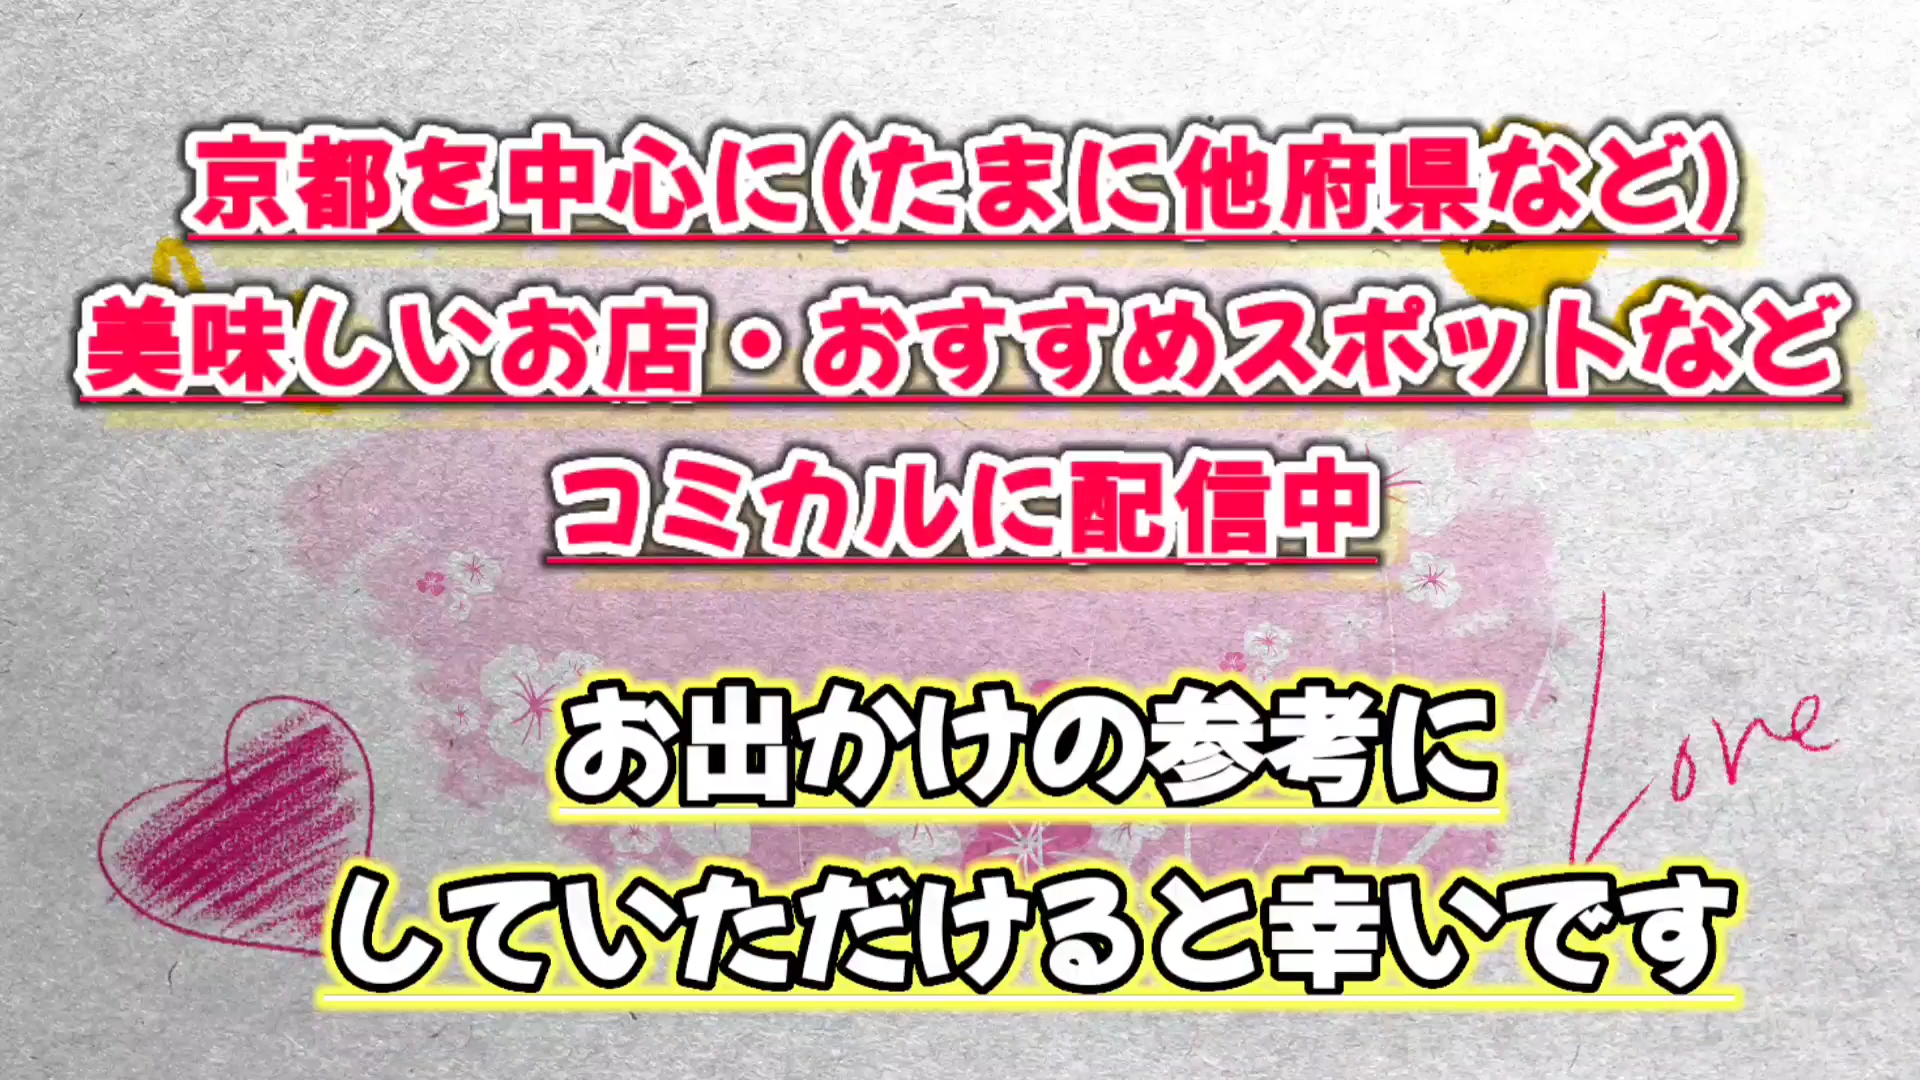 京都を中心に(たまに他府県など)
美味しいお店・おすすめスポットなど
コミカルに配信中
お出かけの参考に
Love
していただけると幸いです